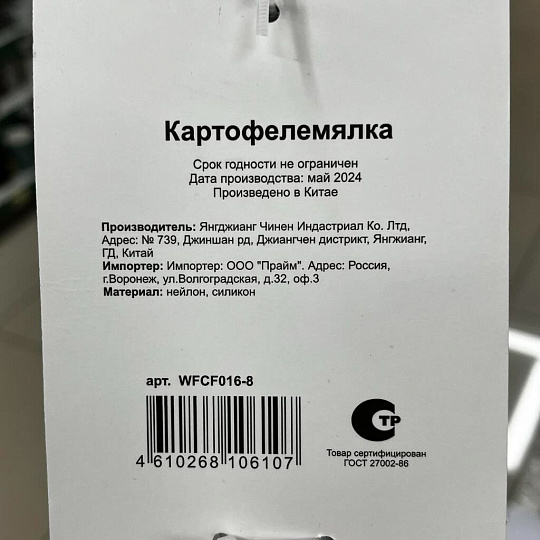 Картофелемялка
Срок годности не ограничен
Дата производства: май 2024
Произведено в Китае
Производитель: Янгджианг Чинен Индастриал Ко. Лтд,
Адрес: № 739, Джиншан рд, Джиангчен дистрикт, Янгжианг,
ГД, Китай
Импортер: Импортер: ООО "Прайм". Адрес: Россия,
г.Воронеж, ул.Волгоградская, д.32, оф.3
Материал: нейлон, силикон
арт. WFCF016-8
4 610268 106107
СТР
Товар сертифицирован
ГОСТ 27002-86